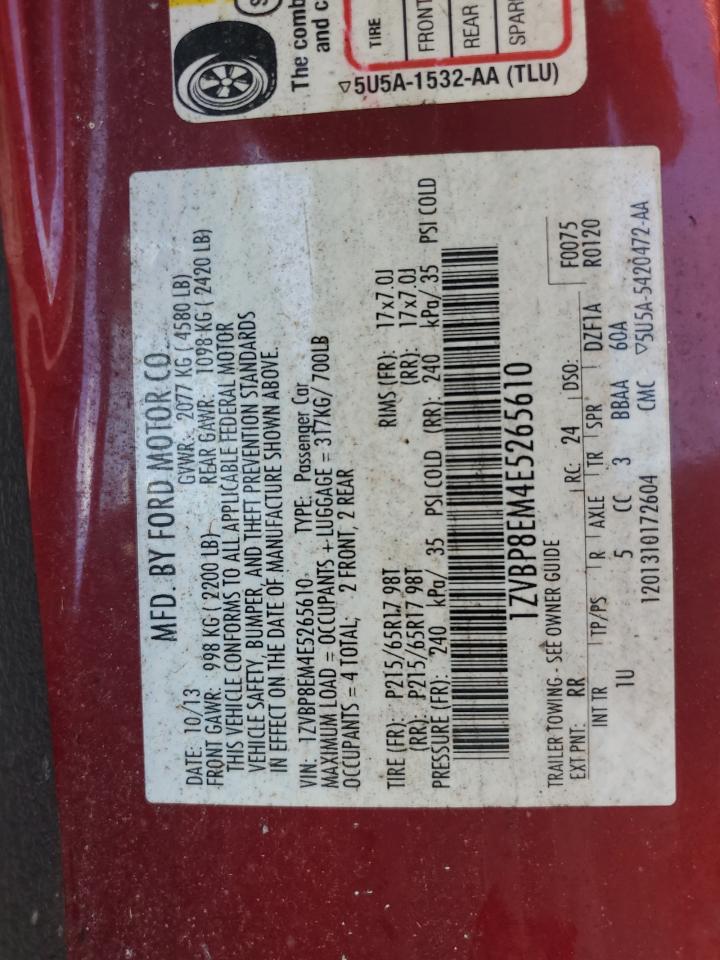 The comb
and c
TIRE
FRONT
REAR
SPAR
▽5U5A-1532-AA (TLU)
MFD. BY FORD MOTOR CO.
DATE: 10/13 GVWR: 2077 KG ( 4580 LB)
FRONT GAWR: 998 KG ( 2200 LB) REAR GAWR: 1098 KG ( 2420 LB)
THIS VEHICLE CONFORMS TO ALL APPLICABLE FEDERAL MOTOR
VEHICLE SAFETY, BUMPER, AND THEFT PREVENTION STANDARDS
IN EFFECT ON THE DATE OF MANUFACTURE SHOWN ABOVE.
VIN: 1ZVBP8EM4E5265610 TYPE: Passenger Car
MAXIMUM LOAD = OCCUPANTS + LUGGAGE = 317KG/ 700LB
OCCUPANTS = 4 TOTAL; 2 FRONT, 2 REAR
TIRE (FR): P215/65R17 98T RIMS (FR): 17x7.0J
(RR): P215/65R17 98T (RR): 17x7.0J
PRESSURE (FR): 240 kPa/ 35 PSI COLD (RR): 240 kPa/ 35 PSI COLD
1ZVBP8EM4E5265610
TRAILER TOWING - SEE OWNER GUIDE
EXT PNT: RR RC: 24 DSO: F0075
R0120
INT TR TP/PS R AXLE TR SPR DZF1A
1U 5 CC 3 BBAA 60A
1201310172604 CMC ▽5U5A-5420472-AA